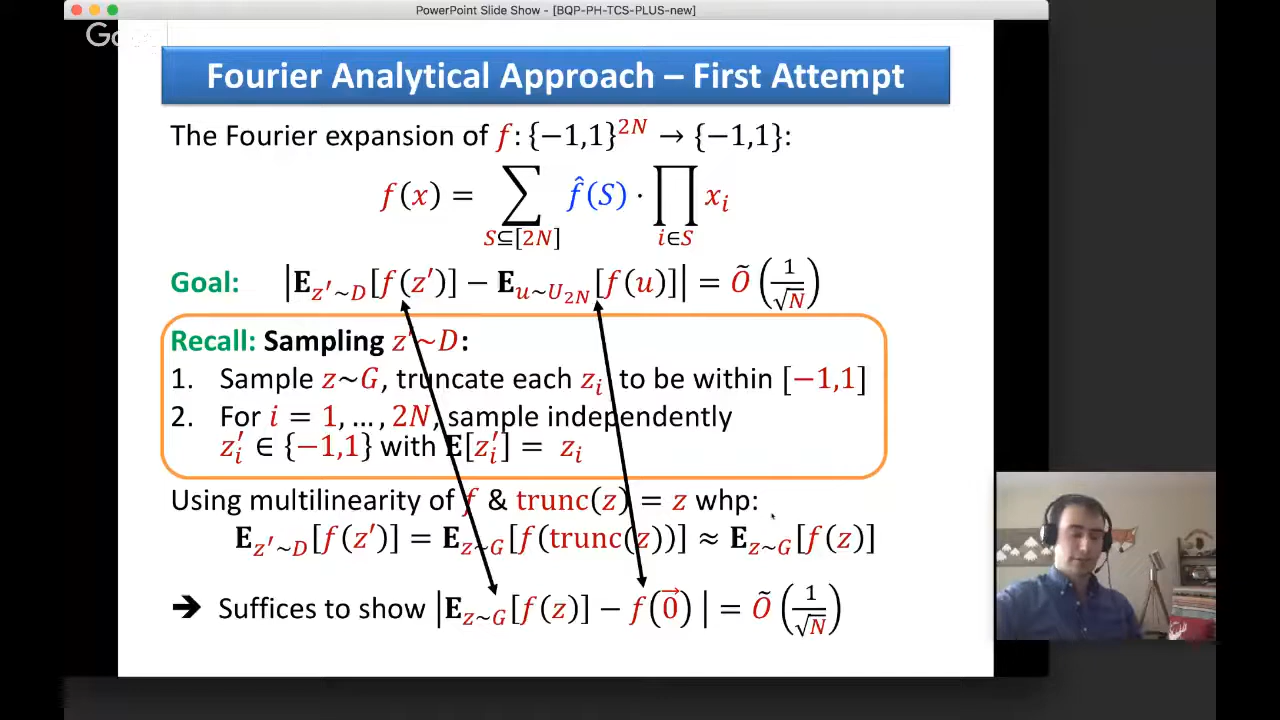 PowerPoint Slide Show - [BQP-PH-TCS-PLUS-new]
Fourier Analytical Approach – First Attempt
The Fourier expansion of f: {−1,1}^{2N} → {−1,1}:
f(x) = ∑_{S⊆[2N]} f̂(S) · ∏_{i∈S} x_i
Goal: |E_{z′~D}[f(z′)] − E_{u~U_{2N}}[f(u)]| = Õ(1/√N)
Recall: Sampling z′~D:
1. Sample z~G, truncate each z_i to be within [−1,1]
2. For i = 1, …, 2N, sample independently
z′_i ∈ {−1,1} with E[z′_i] = z_i
Using multilinearity of f & trunc(z) = z whp:
E_{z′~D}[f(z′)] = E_{z~G}[f(trunc(z))] ≈ E_{z~G}[f(z)]
➔ Suffices to show |E_{z~G}[f(z)] − f(0⃗)| = Õ(1/√N)